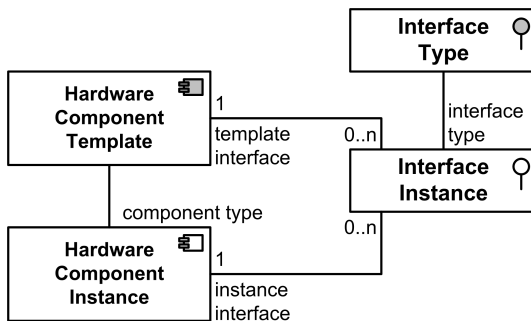 Interface
Type
Hardware
Component
Template
1
template
interface
0..n
interface
type
Interface
Instance
component type
0..n
Hardware
Component
Instance
1
instance
interface